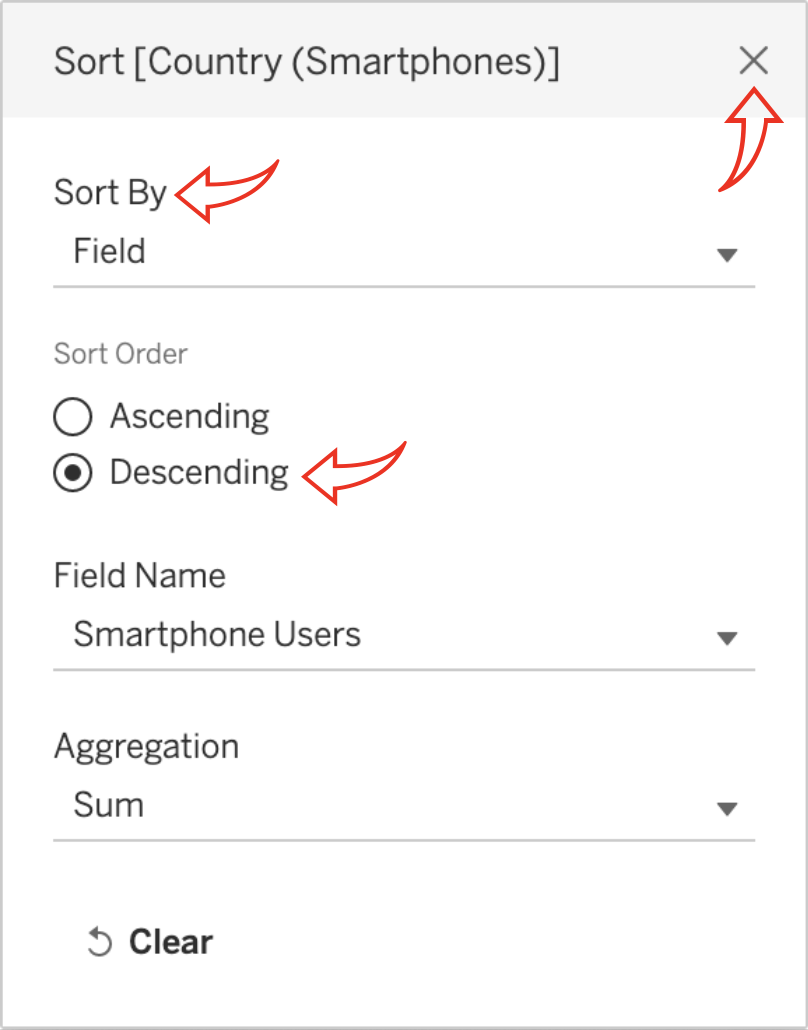 Sort [Country (Smartphones)]
Sort By
Field
Sort Order
Ascending
Descending
Field Name
Smartphone Users
Aggregation
Sum
Clear